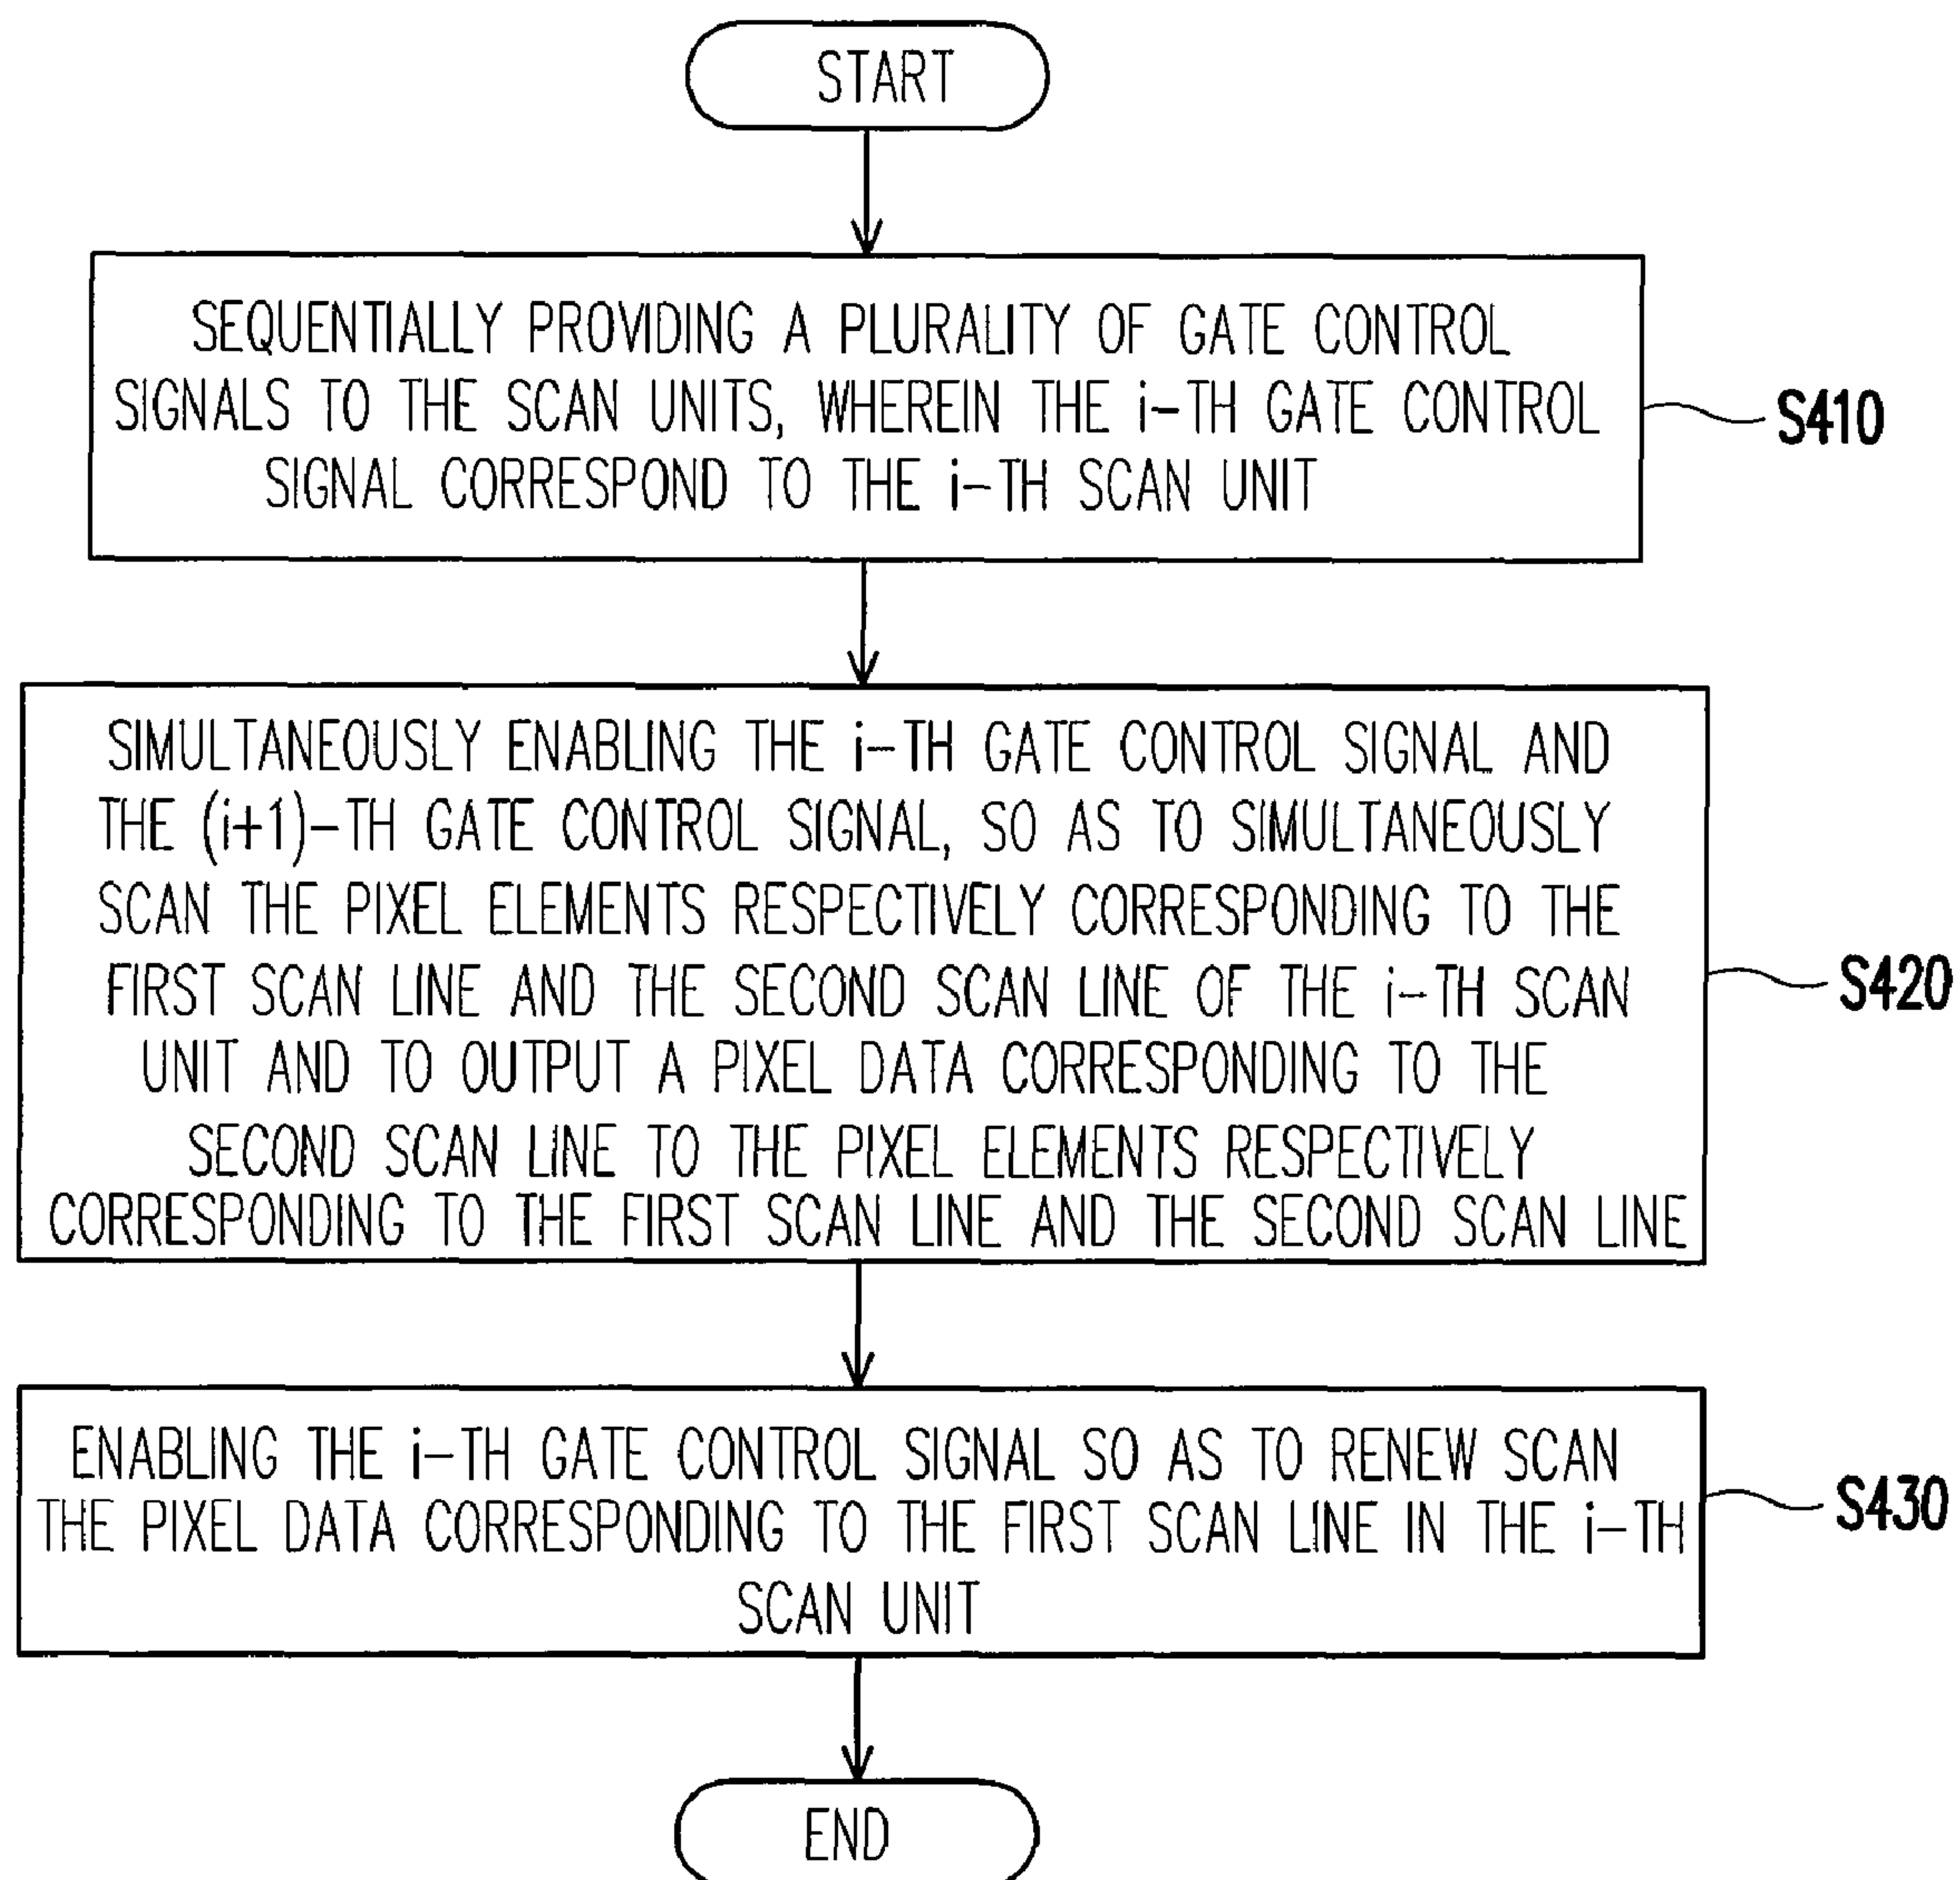 START
SEQUENTIALLY PROVIDING A PLURALITY OF GATE CONTROL
SIGNALS TO THE SCAN UNITS, WHEREIN THE i-TH GATE CONTROL
SIGNAL CORRESPOND TO THE i-TH SCAN UNIT
S410
SIMULTANEOUSLY ENABLING THE i-TH GATE CONTROL SIGNAL AND
THE (i+1)-TH GATE CONTROL SIGNAL, SO AS TO SIMULTANEOUSLY
SCAN THE PIXEL ELEMENTS RESPECTIVELY CORRESPONDING TO THE
FIRST SCAN LINE AND THE SECOND SCAN LINE OF THE i-TH SCAN
UNIT AND TO OUTPUT A PIXEL DATA CORRESPONDING TO THE
SECOND SCAN LINE TO THE PIXEL ELEMENTS RESPECTIVELY
CORRESPONDING TO THE FIRST SCAN LINE AND THE SECOND SCAN LINE
S420
ENABLING THE i-TH GATE CONTROL SIGNAL SO AS TO RENEW SCAN
THE PIXEL DATA CORRESPONDING TO THE FIRST SCAN LINE IN THE i-TH
SCAN UNIT
S430
END